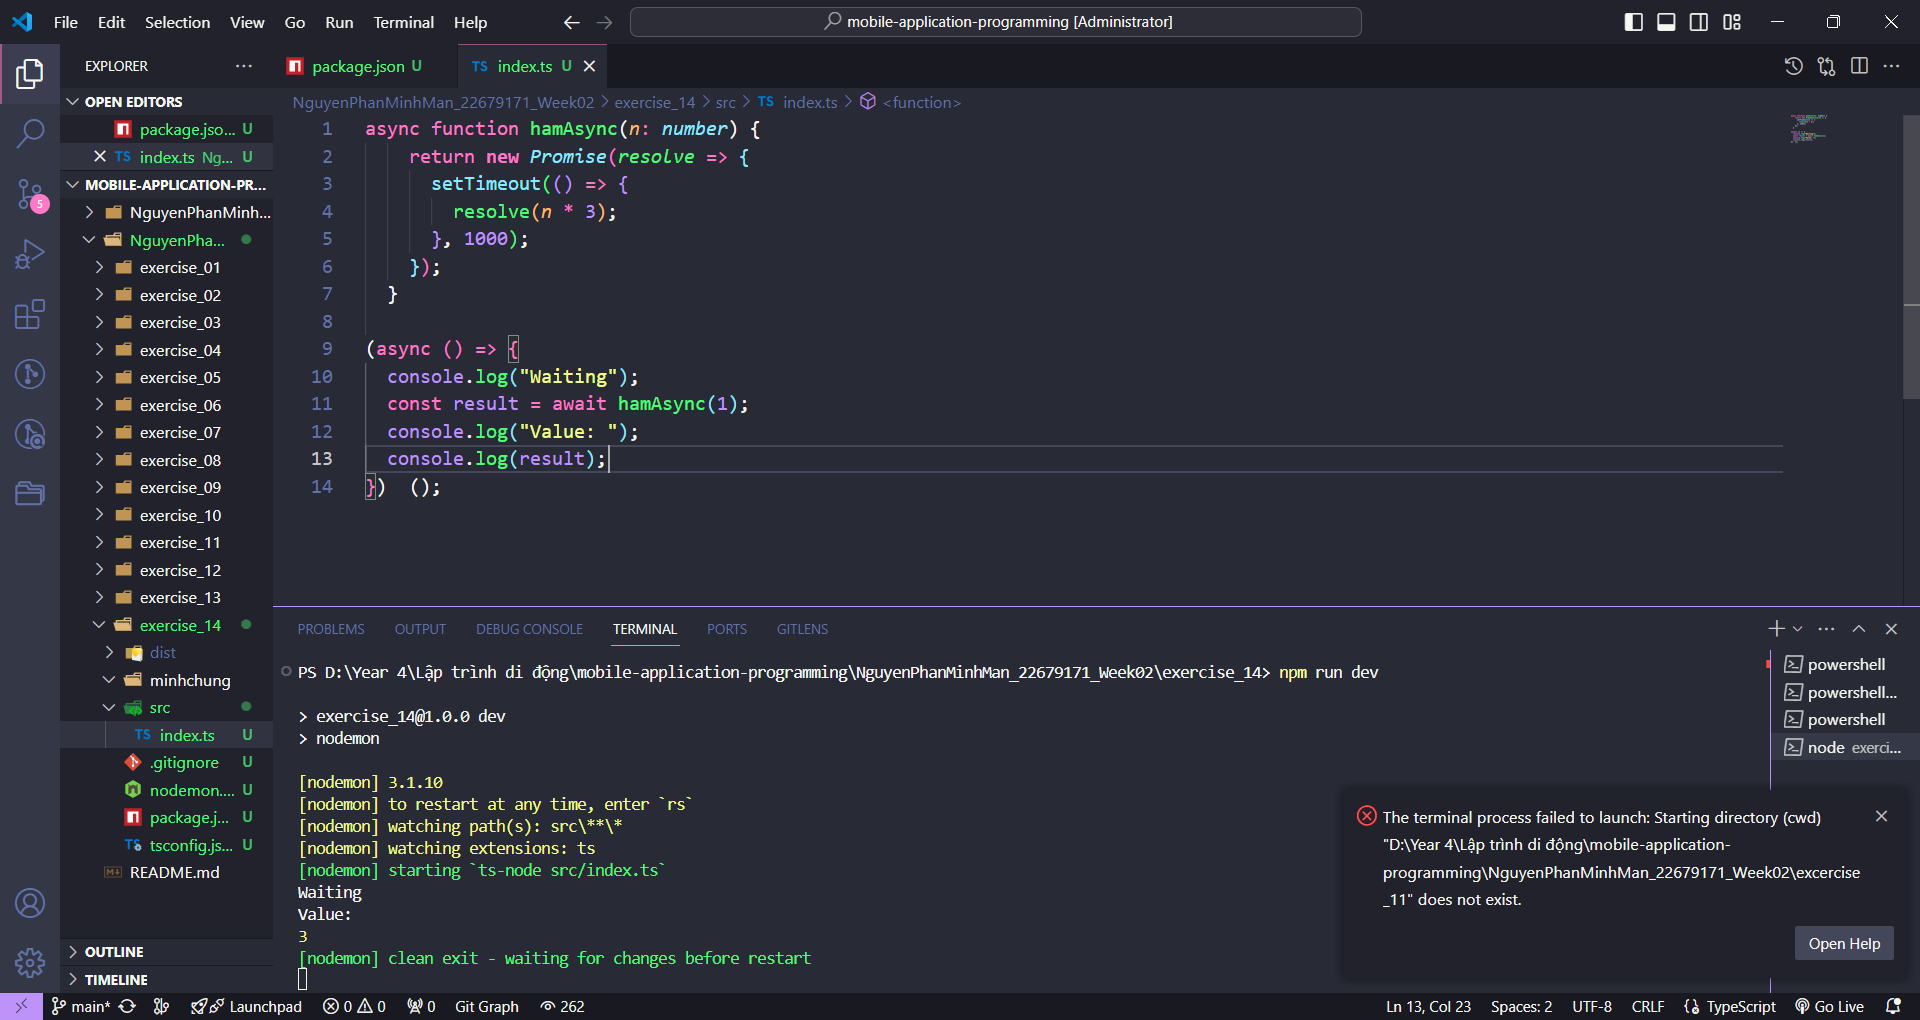 File Edit Selection View Go Run Terminal Help
mobile-application-programming [Administrator]
EXPLORER
package.json U
TS index.ts U
OPEN EDITORS
package.jso... U
TS index.ts Ng... U
MOBILE-APPLICATION-PR...
NguyenPhanMinh...
NguyenPha...
exercise_01
exercise_02
exercise_03
exercise_04
exercise_05
exercise_06
exercise_07
exercise_08
exercise_09
exercise_10
exercise_11
exercise_12
exercise_13
exercise_14
dist
minhchung
src
TS index.ts U
.gitignore U
nodemon.... U
package.j... U
TS tsconfig.js... U
README.md
OUTLINE
TIMELINE
5
NguyenPhanMinhMan_22679171_Week02 > exercise_14 > src > TS index.ts > <function>
1 async function hamAsync(n: number) {
2 return new Promise(resolve => {
3 setTimeout(() => {
4 resolve(n * 3);
5 }, 1000);
6 });
7 }
8
9 (async () => {
10 console.log("Waiting");
11 const result = await hamAsync(1);
12 console.log("Value: ");
13 console.log(result);
14 }) ();
PROBLEMS OUTPUT DEBUG CONSOLE TERMINAL PORTS GITLENS
PS D:\Year 4\Lập trình di động\mobile-application-programming\NguyenPhanMinhMan_22679171_Week02\exercise_14> npm run dev
> exercise_14@1.0.0 dev
> nodemon
[nodemon] 3.1.10
[nodemon] to restart at any time, enter `rs`
[nodemon] watching path(s): src\**\*
[nodemon] watching extensions: ts
[nodemon] starting `ts-node src/index.ts`
Waiting
Value:
3
[nodemon] clean exit - waiting for changes before restart
powershell
powershell...
powershell
node exerci...
The terminal process failed to launch: Starting directory (cwd)
"D:\Year 4\Lập trình di động\mobile-application-
programming\NguyenPhanMinhMan_22679171_Week02\excercise
_11" does not exist.
Open Help
main* Launchpad 0 0 0 Git Graph 262
Ln 13, Col 23 Spaces: 2 UTF-8 CRLF TypeScript Go Live